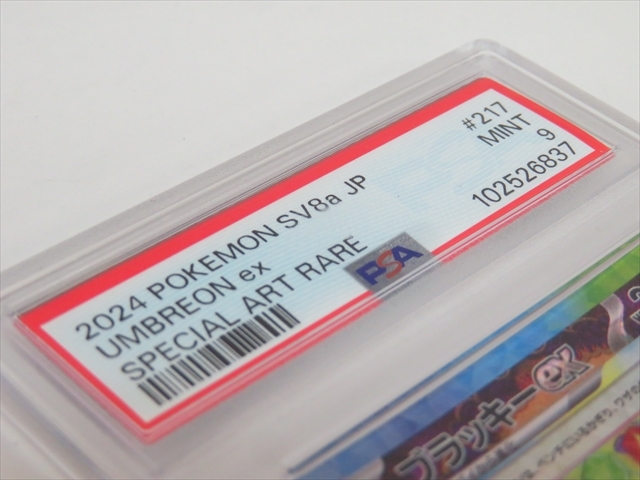 2024 POKEMON SV8a JP
#217
UMBREON ex
MINT
SPECIAL ART RARE
9
102526837
PSA
ブラッキーex